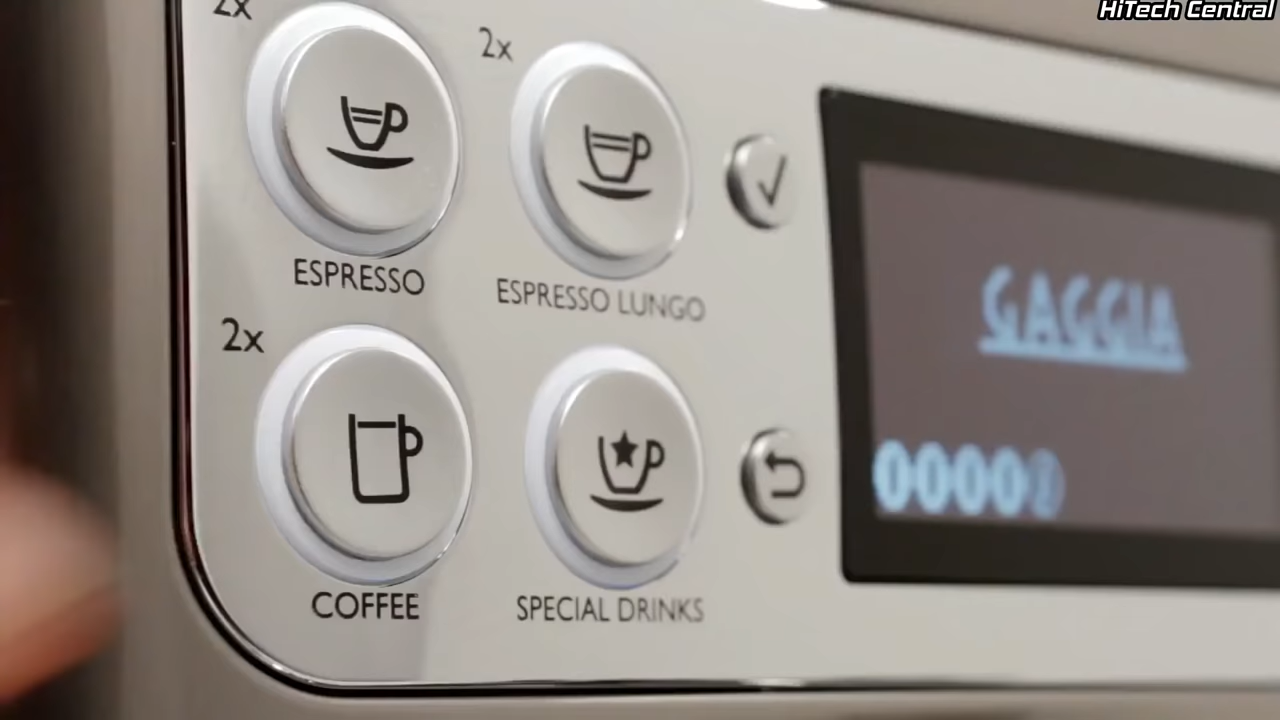 HiTech Central
2x
2x
ESPRESSO
ESPRESSO LUNGO
GAGGIA
2x
COFFEE
SPECIAL DRINKS